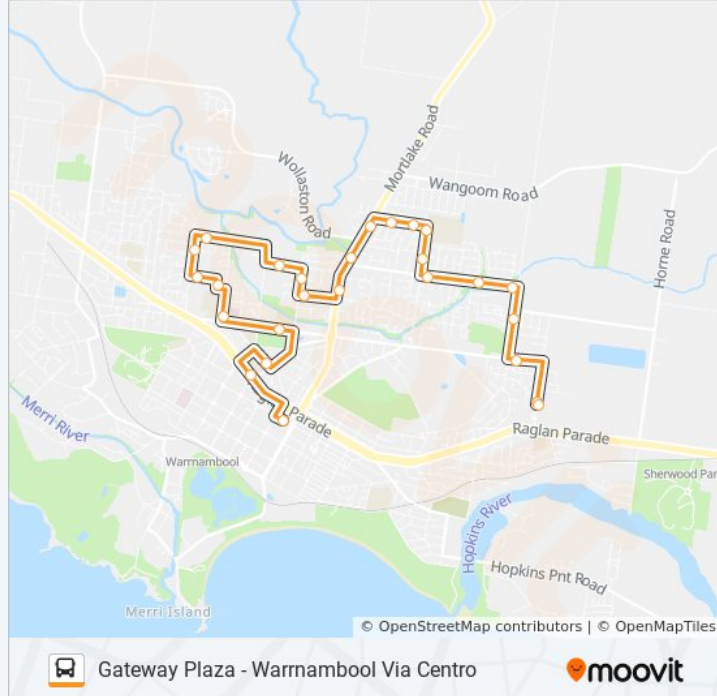 Mortlake Road
Wangoom Road
Wollaston
Road
Horne Road
Parade
Merri River
Raglan Parade
Warrnambool
Sherwood Par
Hopkins River
Hopkins Pnt Road
Merri Island
© OpenStreetMap contributors | © OpenMapTiles
Gateway Plaza - Warrnambool Via Centro
moovit